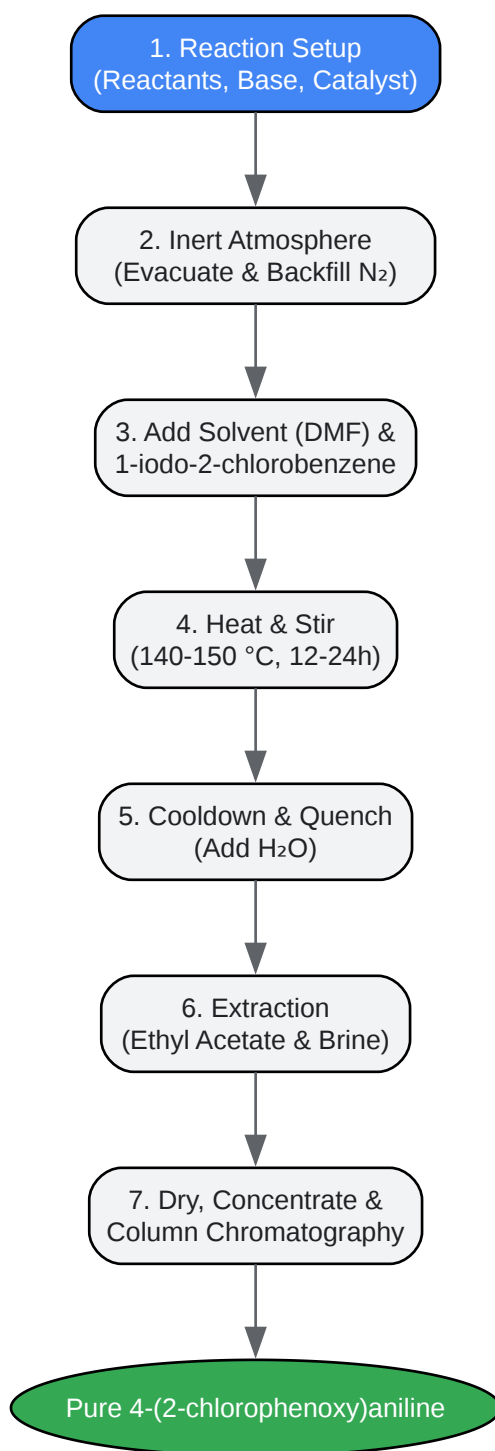 1. Reaction Setup
(Reactants, Base, Catalyst)
2. Inert Atmosphere
(Evacuate & Backfill N₂)
3. Add Solvent (DMF) &
1-iodo-2-chlorobenzene
4. Heat & Stir
(140-150 °C, 12-24h)
5. Cooldown & Quench
(Add H₂O)
6. Extraction
(Ethyl Acetate & Brine)
7. Dry, Concentrate &
Column Chromatography
Pure 4-(2-chlorophenoxy)aniline